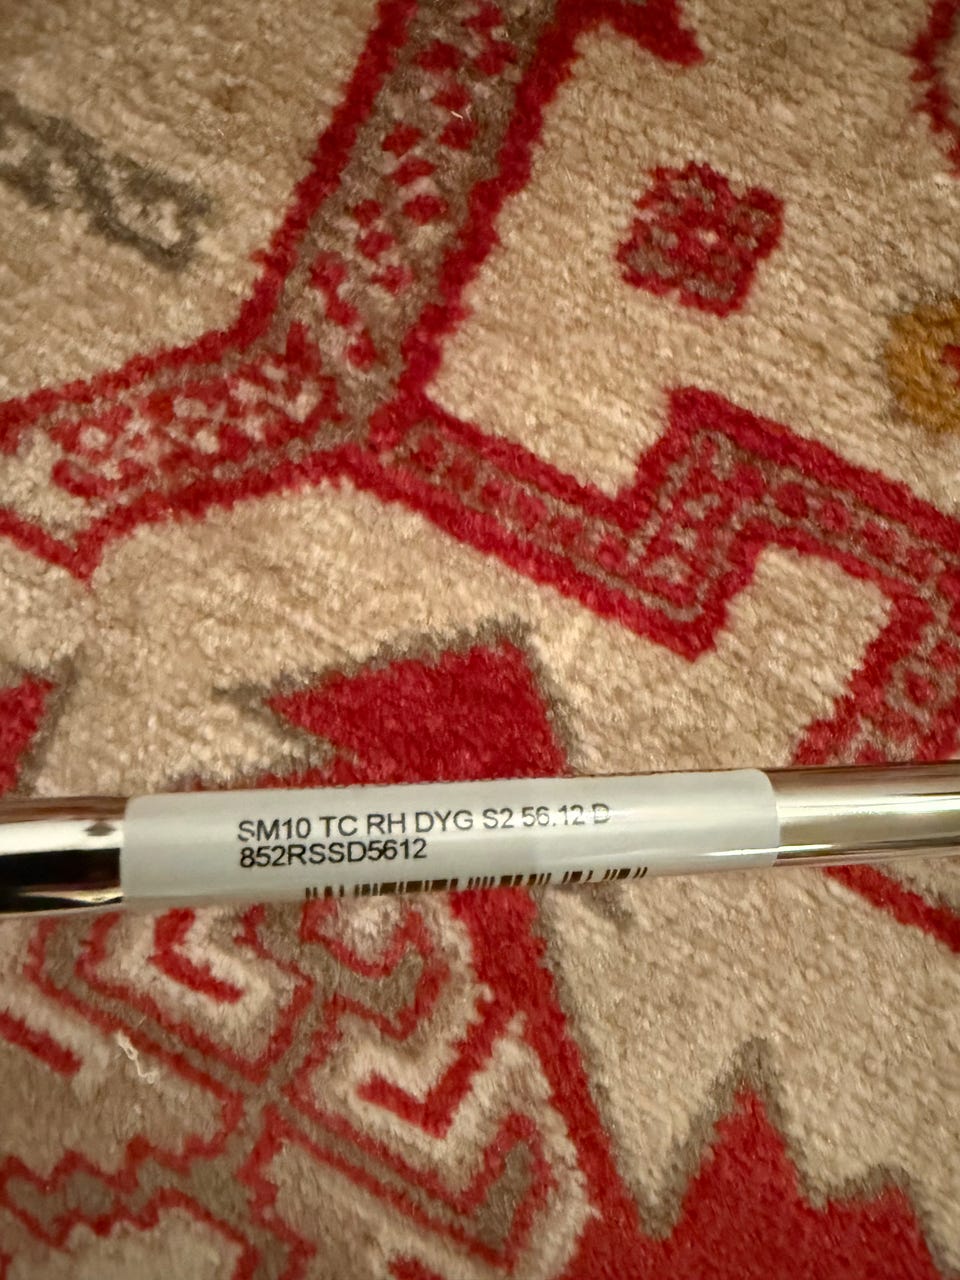 SM10 TC RH DYG S2 56.12 D
852RSSD5612